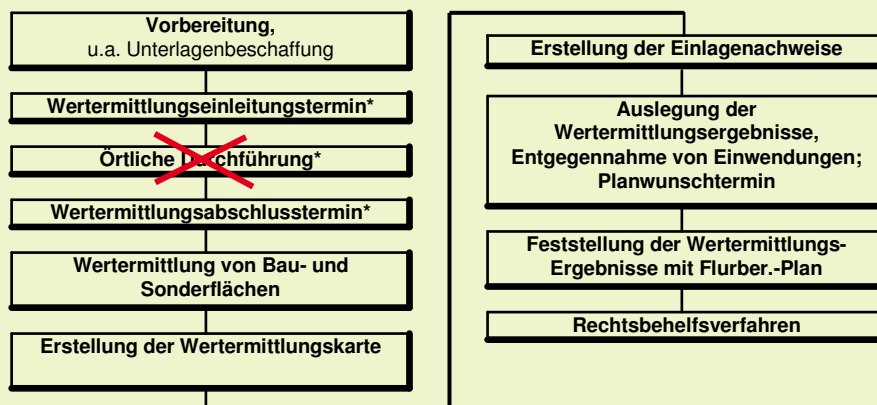 Vorbereitung,
u.a. Unterlagenbeschaffung
Wertermittlungseinleitungstermin*
Örtliche Durchführung*
Wertermittlungsabschlusstermin*
Wertermittlung von Bau- und
Sonderflächen
Erstellung der Wertermittlungskarte
Erstellung der Einlagenachweise
Auslegung der
Wertermittlungsergebnisse,
Entgegennahme von Einwendungen;
Planwunschtermin
Feststellung der Wertermittlungs-
Ergebnisse mit Flurber.-Plan
Rechtsbehelfsverfahren